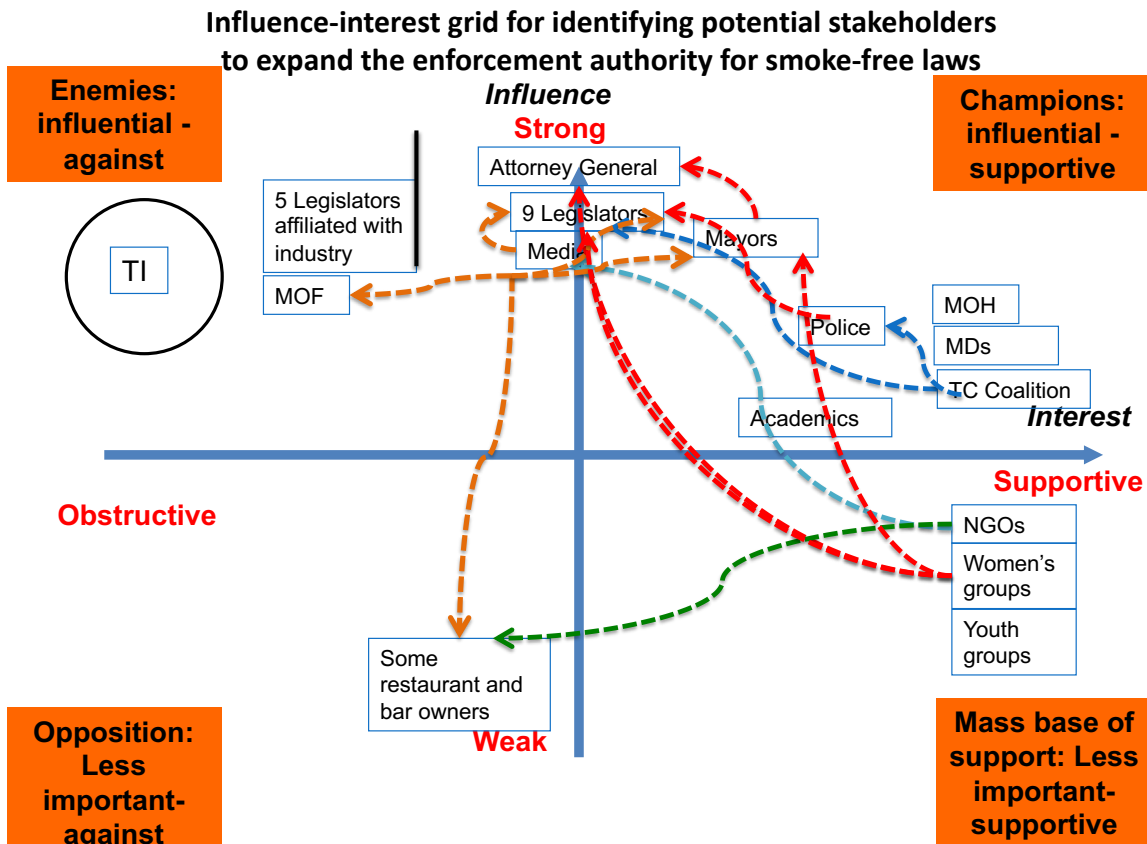 Influence-interest grid for identifying potential stakeholders
to expand the enforcement authority for smoke-free laws
Enemies:
influential -
against
Influence
Strong
Champions:
influential -
supportive
Attorney General
5 Legislators
affiliated with
industry
9 Legislators
Mayors
Media
TI
MOF
Police
MOH
MDs
TC Coalition
Academics
Interest
Supportive
Obstructive
NGOs
Women's
groups
Youth
groups
Some
restaurant and
bar owners
Weak
Opposition:
Less
important-
against
Mass base of
support: Less
important-
supportive